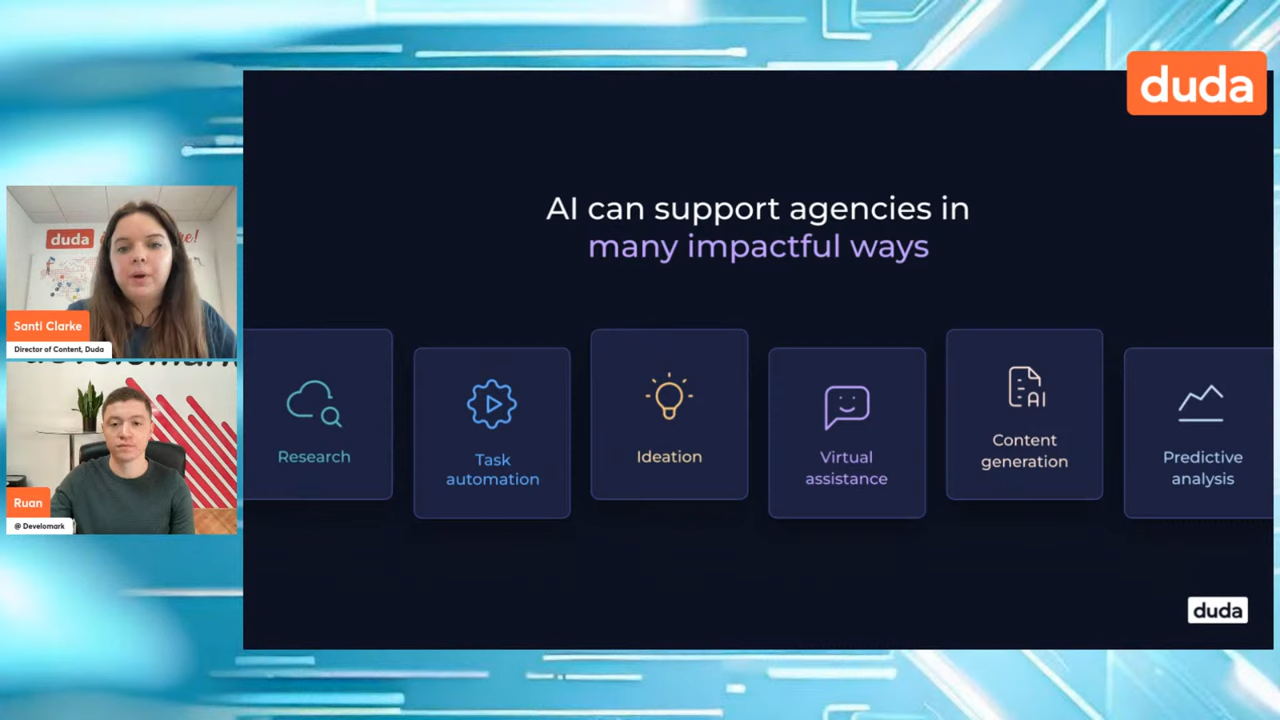 duda
AI can support agencies in
many impactful ways
duda
Santi Clarke
Director of Content, Duda
Ruan
@ Develomark
Research
Task
automation
Ideation
Virtual
assistance
AI
Content
generation
Predictive
analysis
duda